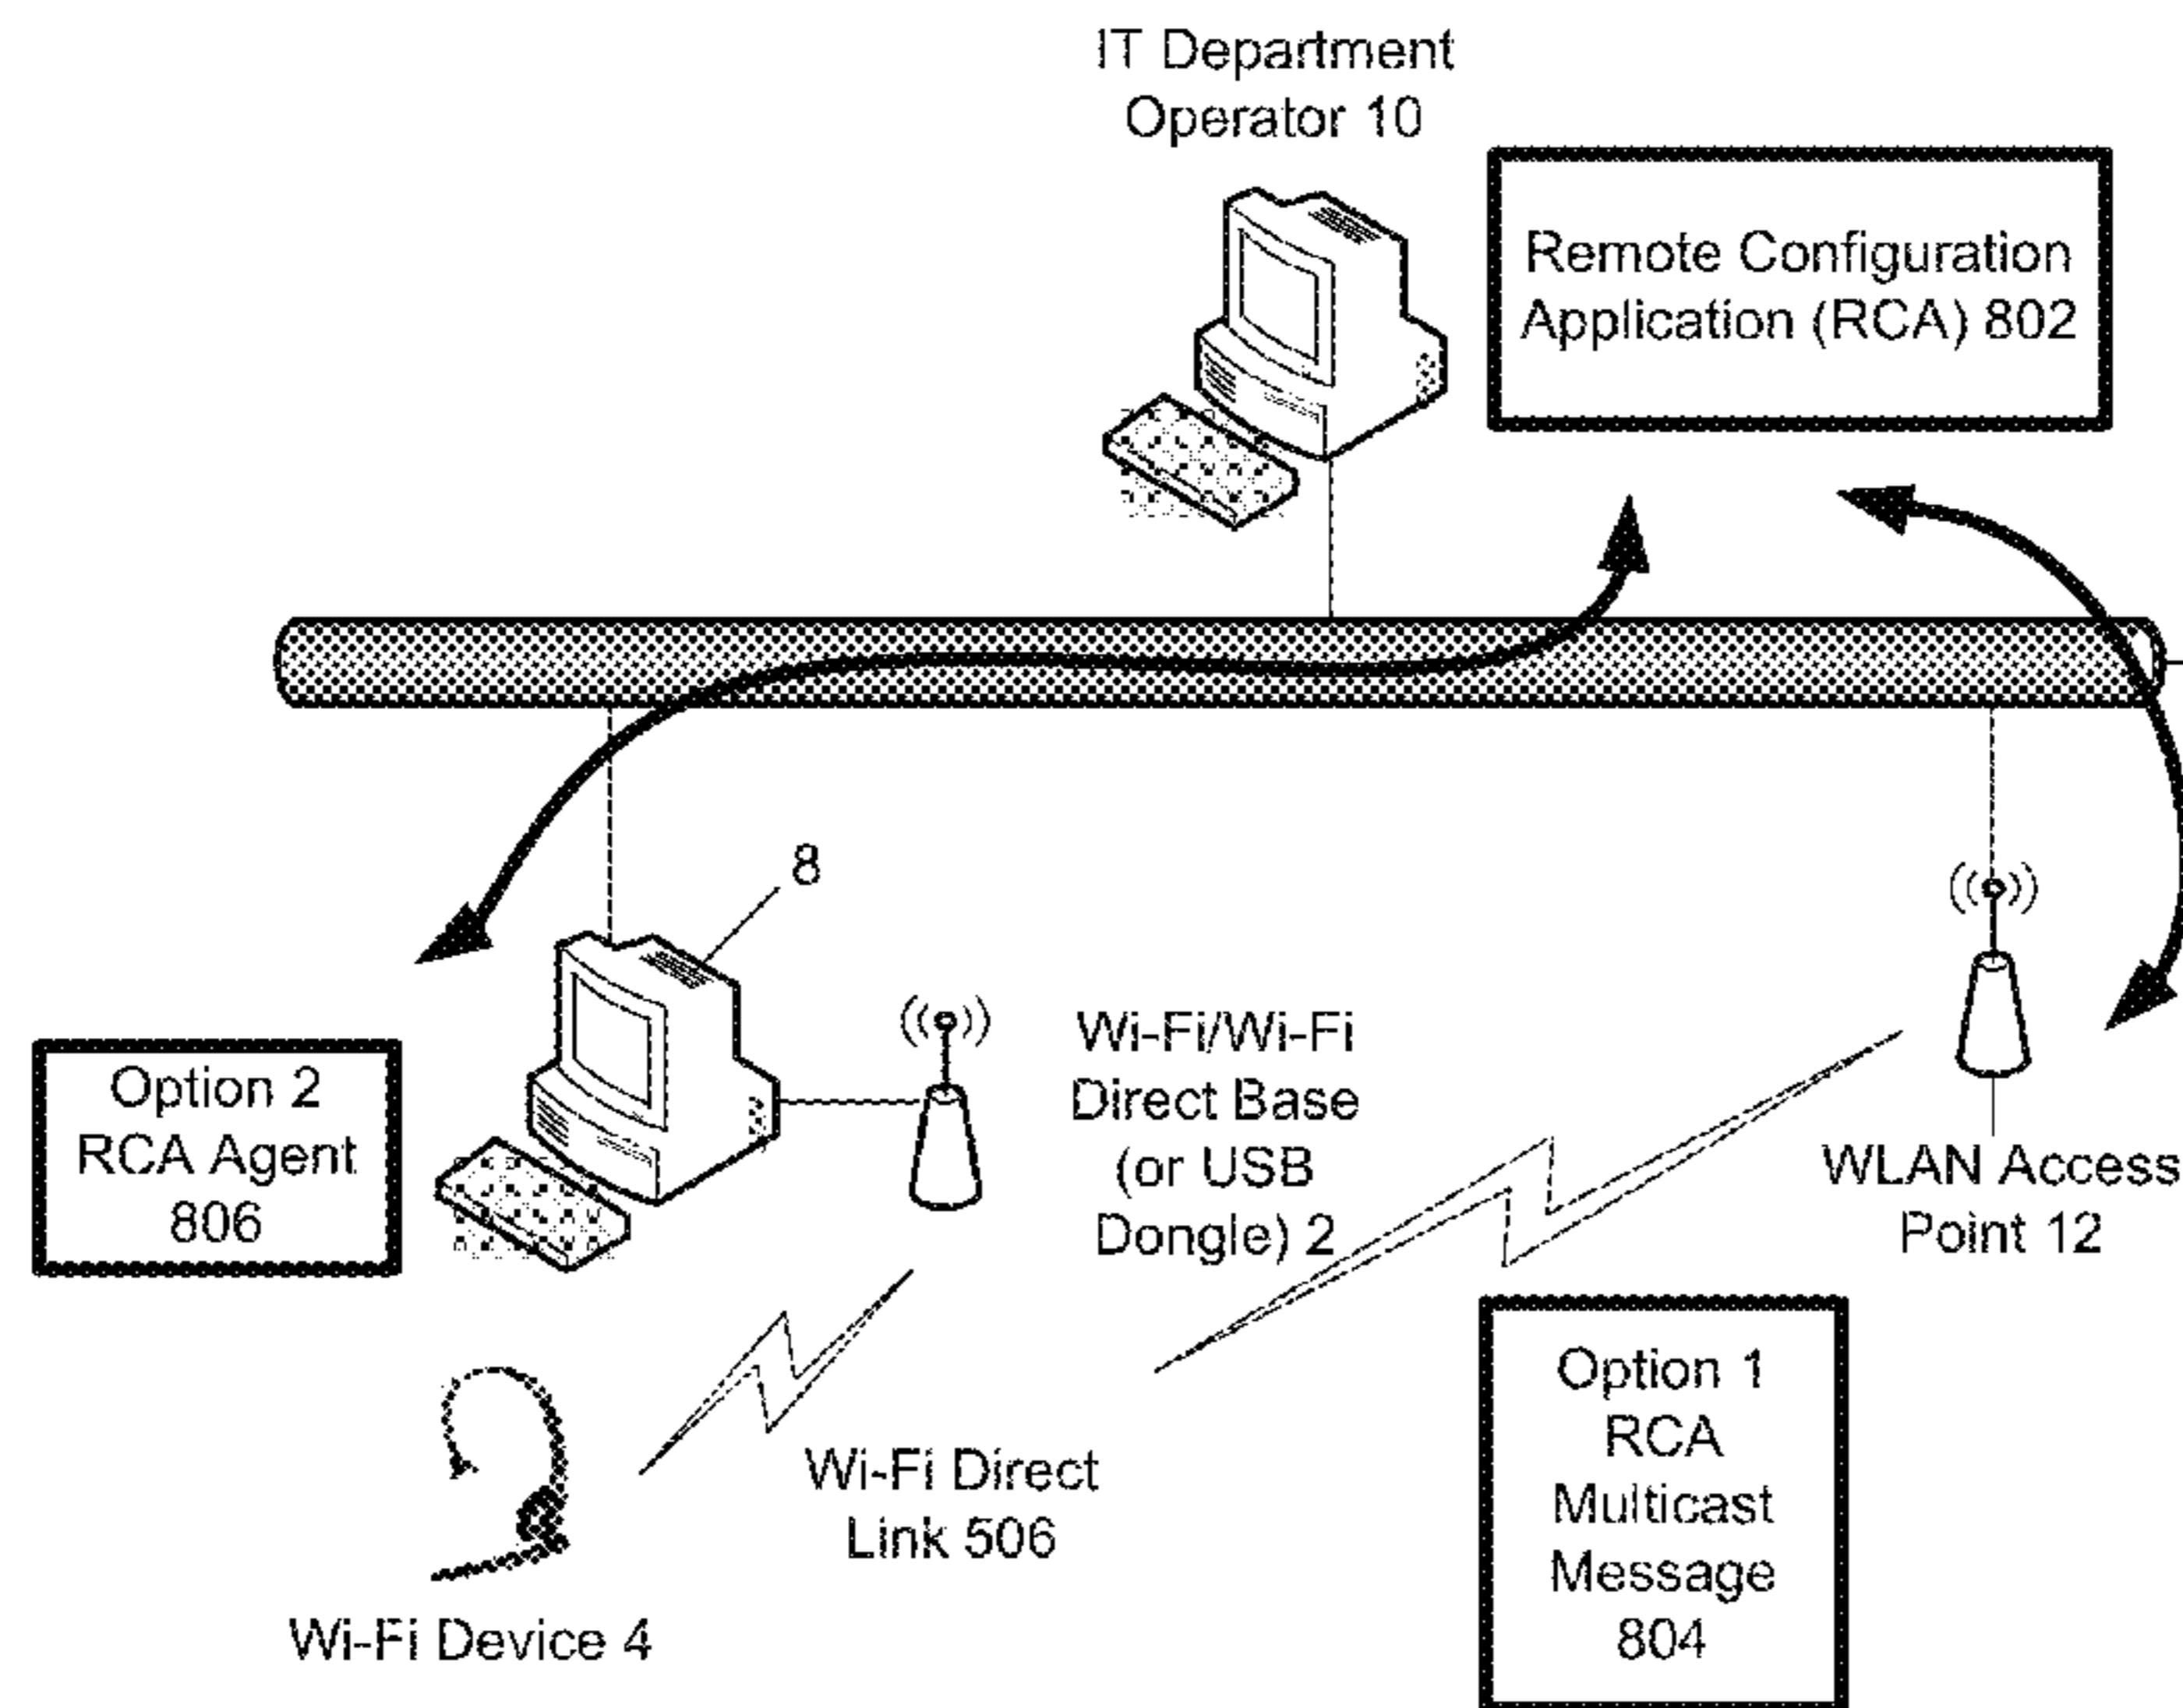 IT Department
Operator 10
Remote Configuration
Application (RCA) 802
8
Option 2
RCA Agent
806
Wi-Fi/Wi-Fi
Direct Base
(or USB
Dongle) 2
WLAN Access
Point 12
Wi-Fi Direct
Link 506
Option 1
RCA
Multicast
Message
804
Wi-Fi Device 4